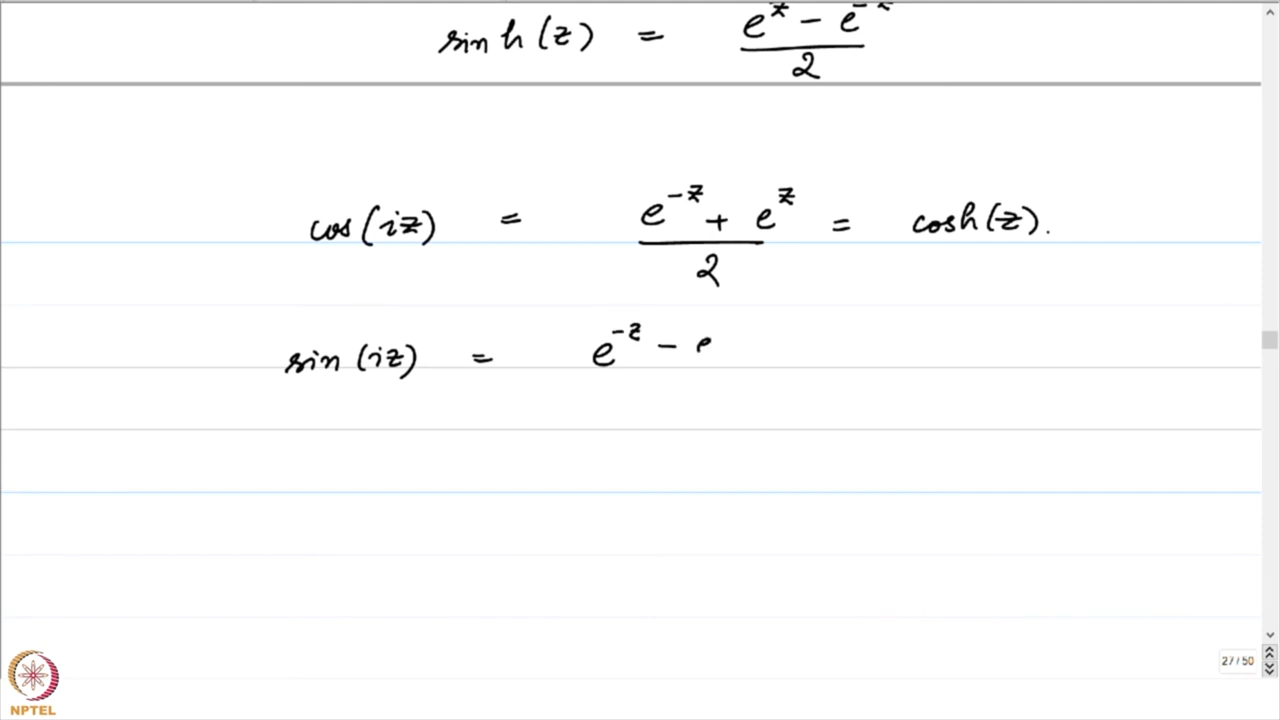 sinh(z) = e^z - e^-z / 2
cos(iz) = e^-z + e^z / 2 = cosh(z).
sin(iz) = e^-z - e
27 / 50
NPTEL